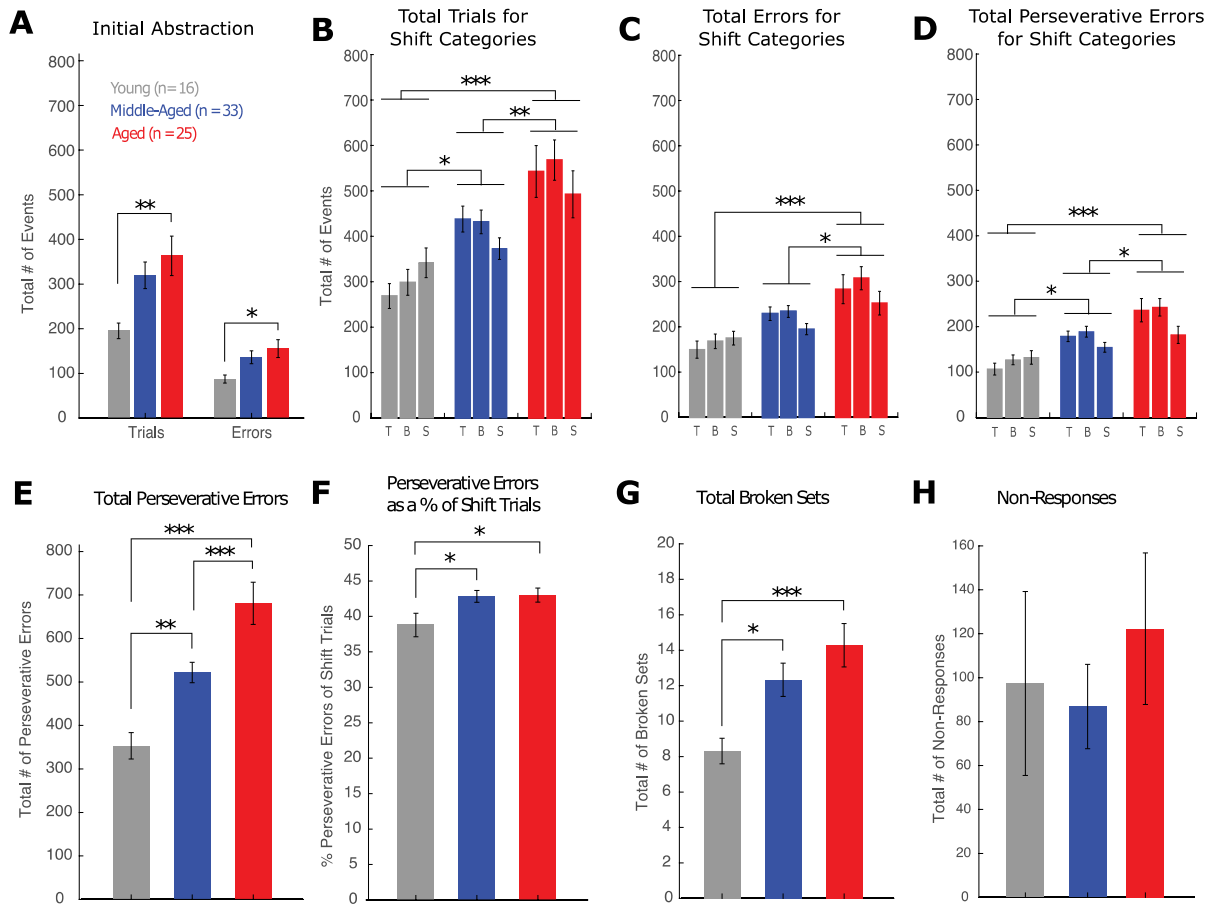 A
Initial Abstraction
Total # of Events
800
700
600
500
400
300
200
100
0
Young (n=16)
Middle-Aged (n = 33)
Aged (n = 25)
**
*
Trials
Errors
B
Total Trials for
Shift Categories
Total # of Events
800
700
600
500
400
300
200
100
0
***
**
*
T B S T B S T B S
C
Total Errors for
Shift Categories
800
700
600
500
400
300
200
100
0
***
*
T B S T B S T B S
D
Total Perseverative Errors
for Shift Categories
800
700
600
500
400
300
200
100
0
***
*
*
T B S T B S T B S
E
Total Perseverative Errors
Total # of Perseverative Errors
800
700
600
500
400
300
200
100
0
***
***
**
F
Perseverative Errors
as a % of Shift Trials
% Perseverative Errors of Shift Trials
50
45
40
35
30
25
20
15
10
5
0
*
*
G
Total Broken Sets
Total # of Broken Sets
20
18
16
14
12
10
8
6
4
2
0
***
*
H
Non-Responses
Total # of Non-Responses
160
140
120
100
80
60
40
20
0